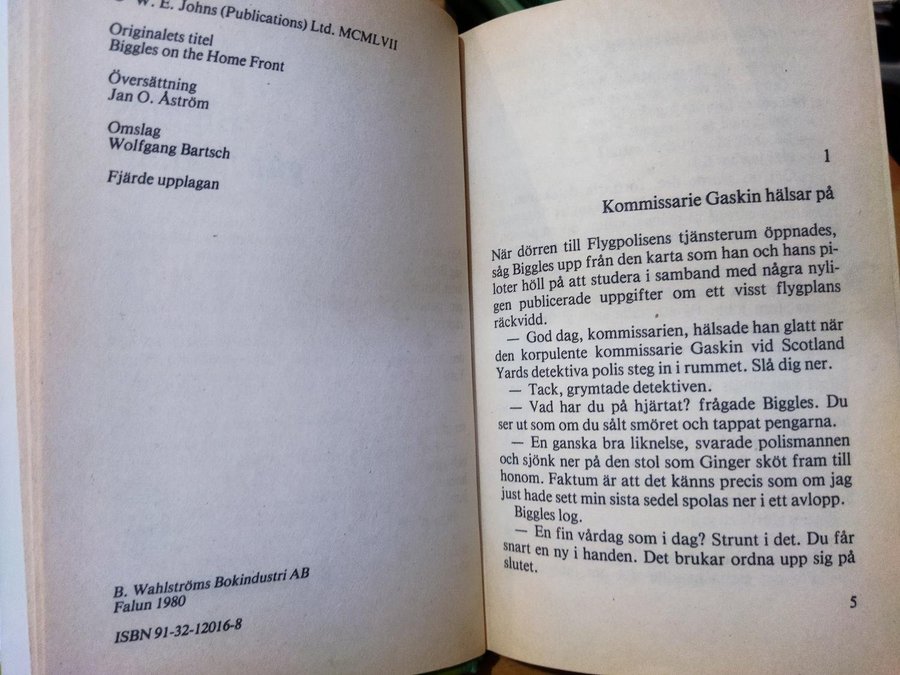 W. E. Johns (Publications) Ltd. MCMLVII
Originalets titel
Biggles on the Home Front
Översättning
Jan O. Åström
Omslag
Wolfgang Bartsch
Fjärde upplagan
B. Wahlströms Bokindustri AB
Falun 1980
ISBN 91-32-12016-8
1
Kommissarie Gaskin hälsar på
När dörren till Flygpolisens tjänsterum öppnades,
såg Biggles upp från den karta som han och hans pi-
loter höll på att studera i samband med några nyli-
gen publicerade uppgifter om ett visst flygplans
räckvidd.
— God dag, kommissarien, hälsade han glatt när
den korpulente kommissarie Gaskin vid Scotland
Yards detektiva polis steg in i rummet. Slå dig ner.
— Tack, grymtade detektiven.
— Vad har du på hjärtat? frågade Biggles. Du
ser ut som om du sålt smöret och tappat pengarna.
— En ganska bra liknelse, svarade polismannen
och sjönk ner på den stol som Ginger sköt fram till
honom. Faktum är att det känns precis som om jag
just hade sett min sista sedel spolas ner i ett avlopp.
Biggles log.
— En fin vårdag som i dag? Strunt i det. Du får
snart en ny i handen. Det brukar ordna upp sig på
slutet.
5